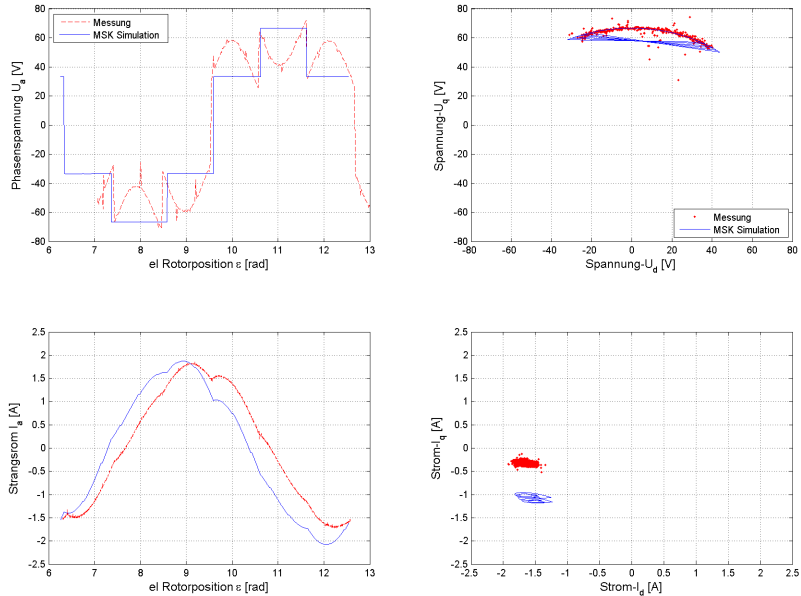 80
60
40
20
0
-20
-40
-60
-80
Phasenspannung U_a [V]
Messung
MSK Simulation
6 7 8 9 10 11 12 13
el Rotorposition ε [rad]
80
60
40
20
0
-20
-40
-60
-80
Spannung-U_q [V]
Messung
MSK Simulation
-80 -60 -40 -20 0 20 40 60 80
Spannung-U_d [V]
2.5
2
1.5
1
0.5
0
-0.5
-1
-1.5
-2
-2.5
Strangsrom I_a [A]
6 7 8 9 10 11 12 13
el Rotorposition ε [rad]
2.5
2
1.5
1
0.5
0
-0.5
-1
-1.5
-2
-2.5
Strom-I_q [A]
-2.5 -2 -1.5 -1 -0.5 0 0.5 1 1.5 2 2.5
Strom-I_d [A]